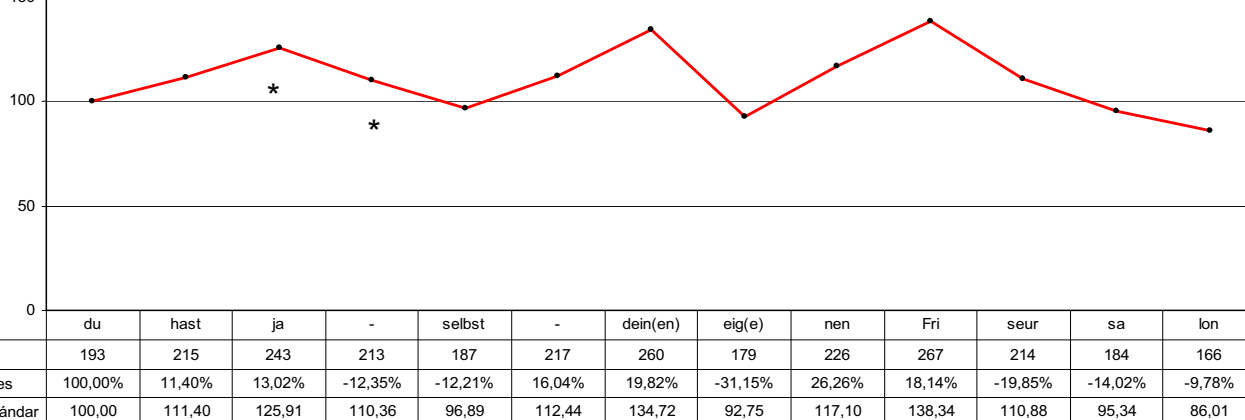 100
*
*
50
0
du hast ja - selbst - dein(en) eig(e) nen Fri seur sa lon
193 215 243 213 187 217 260 179 226 267 214 184 166
100,00% 11,40% 13,02% -12,35% -12,21% 16,04% 19,82% -31,15% 26,26% 18,14% -19,85% -14,02% -9,78%
100,00 111,40 125,91 110,36 96,89 112,44 134,72 92,75 117,10 138,34 110,88 95,34 86,01